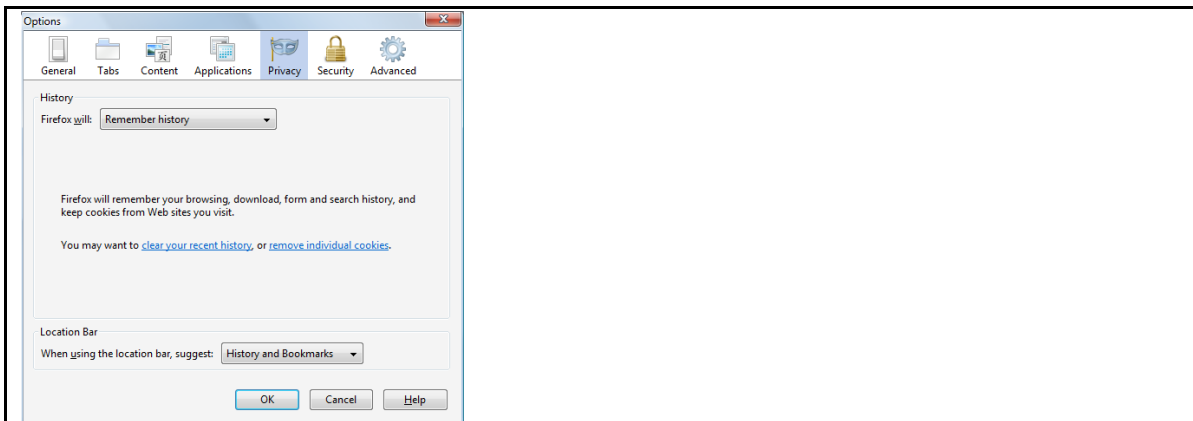 Options
General Tabs Content Applications Privacy Security Advanced
History
Firefox will: Remember history
Firefox will remember your browsing, download, form and search history, and
keep cookies from Web sites you visit.
You may want to clear your recent history, or remove individual cookies.
Location Bar
When using the location bar, suggest: History and Bookmarks
OK Cancel Help